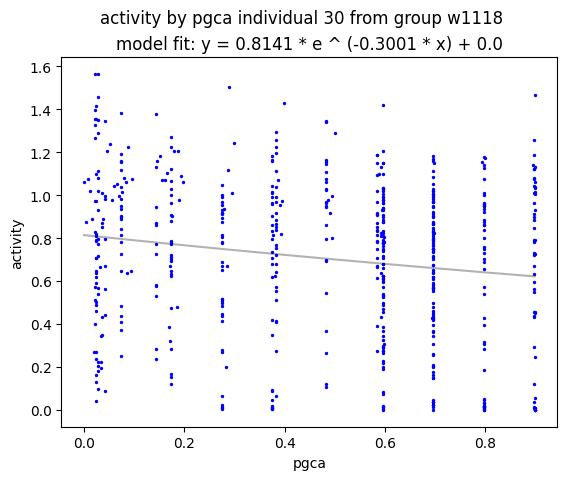 activity by pgca individual 30 from group w1118
model fit: y = 0.8141 * e ^ (-0.3001 * x) + 0.0
1.6
1.4
1.2
1.0
0.8
0.6
0.4
0.2
0.0
activity
0.0 0.2 0.4 0.6 0.8
pgca